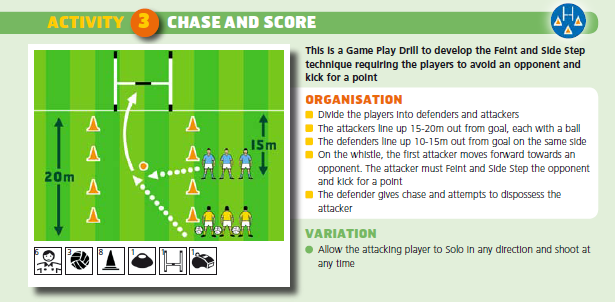 ACTIVITY 3 CHASE AND SCORE
This is a Game Play Drill to develop the Feint and Side Step
technique requiring the players to avoid an opponent and
kick for a point
ORGANISATION
Divide the players into defenders and attackers
The attackers line up 15-20m out from goal, each with a ball
The defenders line up 10-15m out from goal on the same side
On the whistle, the first attacker moves forward towards an
opponent. The attacker must Feint and Side Step the opponent
and kick for a point
The defender gives chase and attempts to dispossess the
attacker
VARIATION
Allow the attacking player to Solo in any direction and shoot at
any time
15m
20m
6 3 8 1 1 1